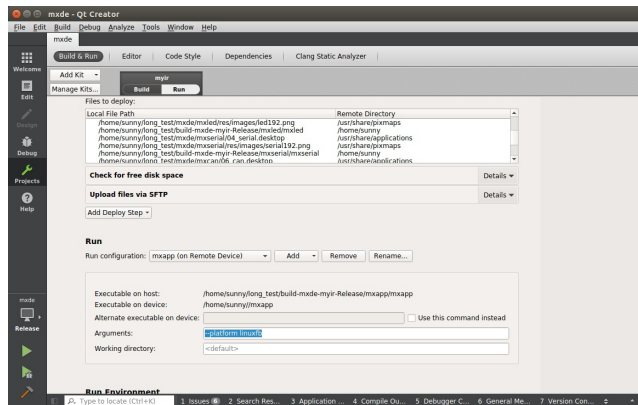 mxde - Qt Creator
File Edit Build Debug Analyze Tools Window Help
mxde
Welcome
Edit
Design
Debug
Projects
Help
mxde
Release
Build & Run Editor Code Style Dependencies Clang Static Analyzer
Add Kit
Manage Kits...
myir
Build Run
Files to deploy:
Local File Path Remote Directory
/home/sunny/long_test/mxde/mxled/res/images/led192.png /usr/share/pixmaps
/home/sunny/long_test/build-mxde-myir-Release/mxled/mxled /home/sunny
/home/sunny/long_test/mxde/mxserial/04_serial.desktop /usr/share/applications
/home/sunny/long_test/mxde/mxserial/res/images/serial192.png /usr/share/pixmaps
/home/sunny/long_test/build-mxde-myir-Release/mxserial/mxserial /home/sunny
/home/sunny/long_test/mxde/mxcan/06_can.desktop /usr/share/applications
Check for free disk space Details
Upload files via SFTP Details
Add Deploy Step
Run
Run configuration: mxapp (on Remote Device) Add Remove Rename...
Executable on host: /home/sunny/long_test/build-mxde-myir-Release/mxapp/mxapp
Executable on device: /home/sunny//mxapp
Alternate executable on device: Use this command instead
Arguments: --platform linuxfb
Working directory: <default>
Run Environment
Type to locate (Ctrl+K) 1 Issues 6 2 Search Res... 3 Application ... 4 Compile Ou... 5 Debugger C... 6 General Me... 7 Version Con...